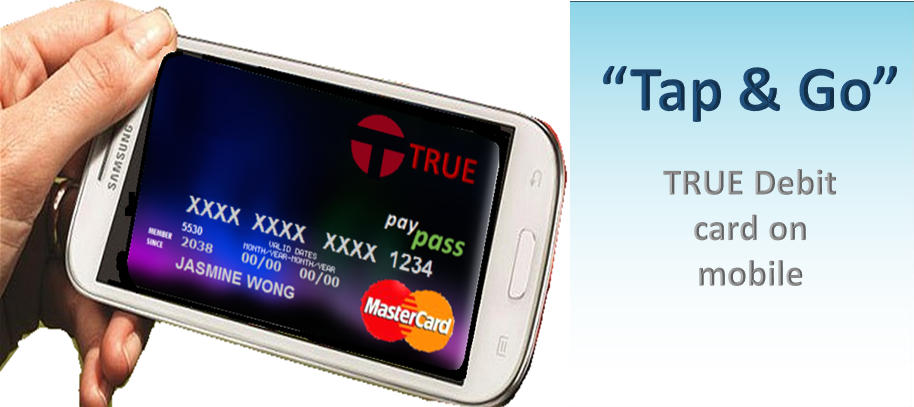 SAMSUNG
TRUE
XXXX XXXX XXXX 1234
pay
pass
MEMBER SINCE
5530
2038
VALID DATES
MONTH/YEAR-MONTH/YEAR
00/00 00/00
JASMINE WONG
MasterCard
“Tap & Go”
TRUE Debit
card on
mobile